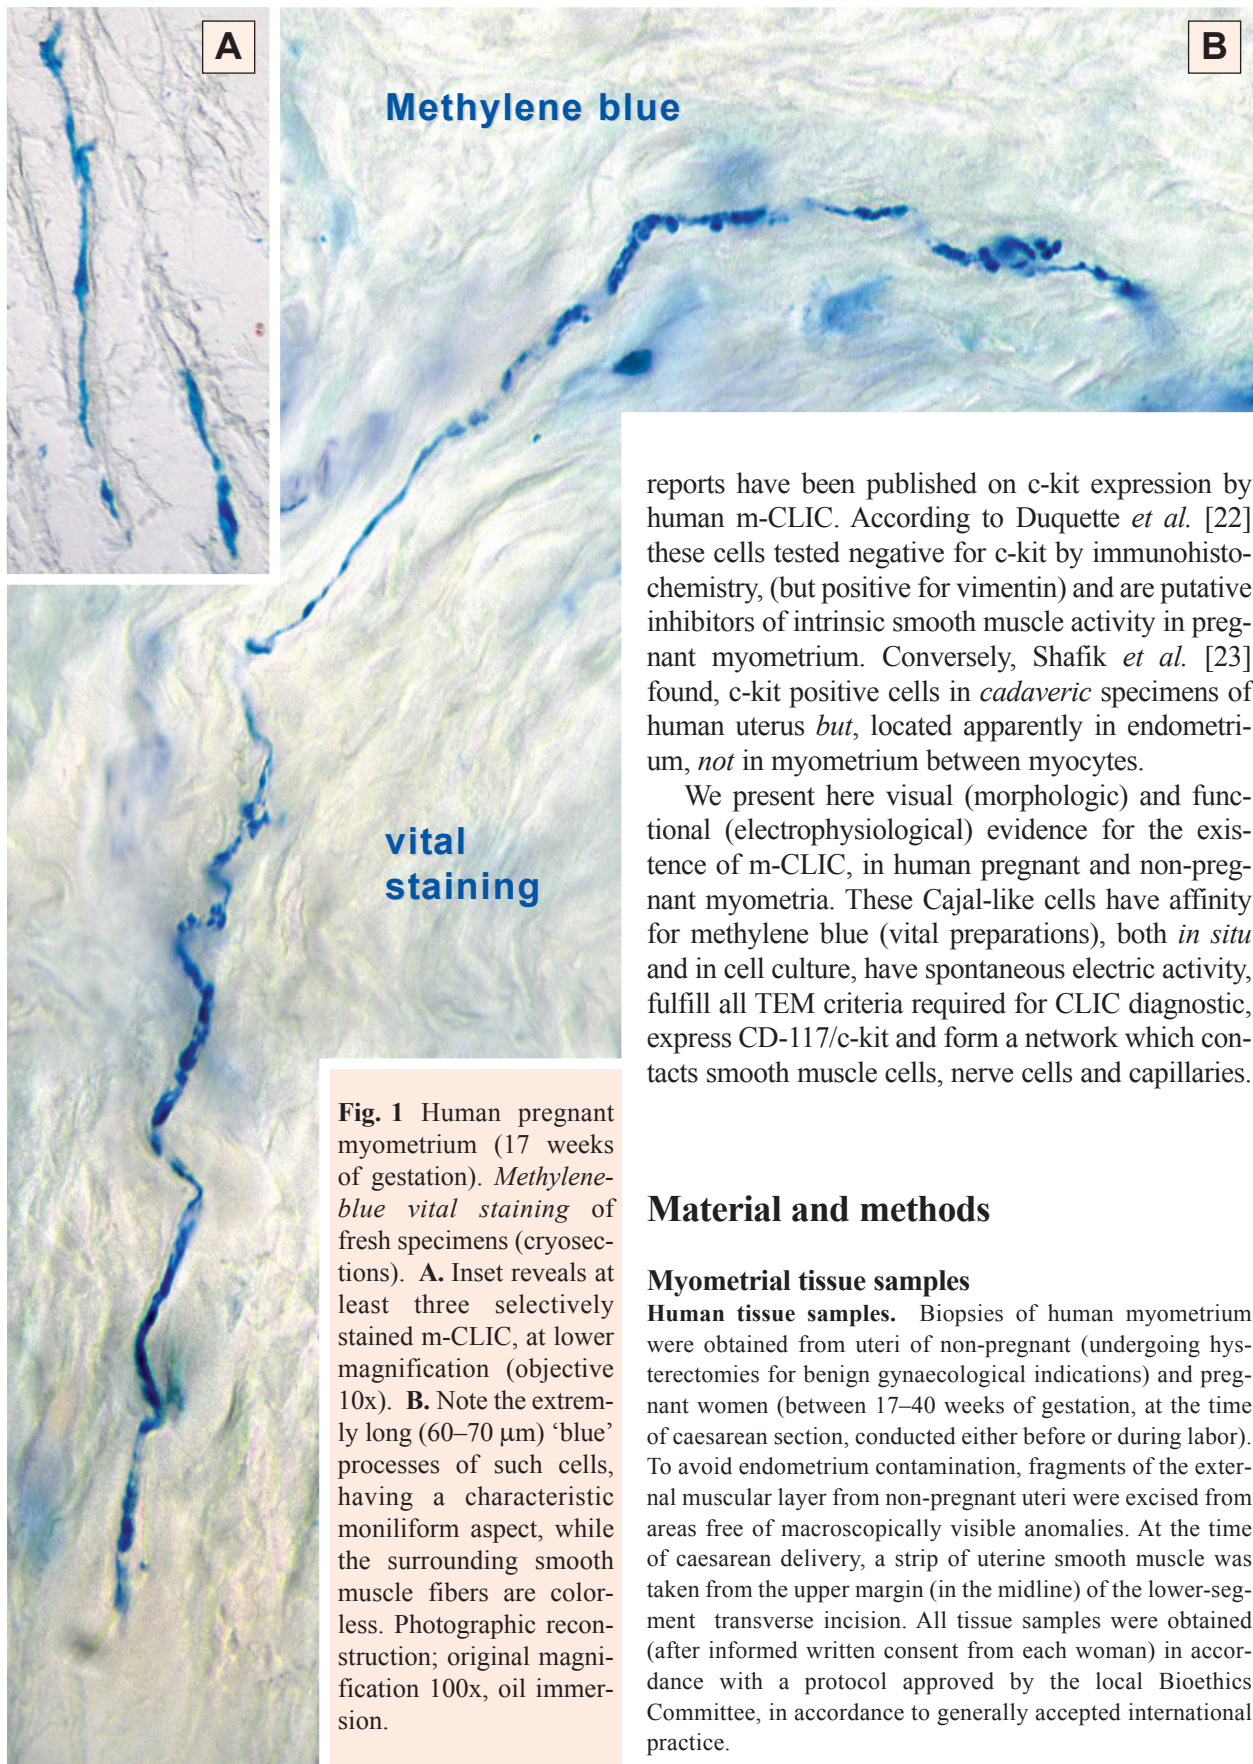 A
B
Methylene blue
vital
staining
Fig. 1 Human pregnant
myometrium (17 weeks
of gestation). Methylene-
blue vital staining of
fresh specimens (cryosec-
tions). A. Inset reveals at
least three selectively
stained m-CLIC, at lower
magnification (objective
10x). B. Note the extrem-
ly long (60–70 μm) ‘blue’
processes of such cells,
having a characteristic
moniliform aspect, while
the surrounding smooth
muscle fibers are color-
less. Photographic recon-
struction; original magni-
fication 100x, oil immer-
sion.
reports have been published on c-kit expression by
human m-CLIC. According to Duquette et al. [22]
these cells tested negative for c-kit by immunohisto-
chemistry, (but positive for vimentin) and are putative
inhibitors of intrinsic smooth muscle activity in preg-
nant myometrium. Conversely, Shafik et al. [23]
found, c-kit positive cells in cadaveric specimens of
human uterus but, located apparently in endometri-
um, not in myometrium between myocytes.
We present here visual (morphologic) and func-
tional (electrophysiological) evidence for the exis-
tence of m-CLIC, in human pregnant and non-preg-
nant myometria. These Cajal-like cells have affinity
for methylene blue (vital preparations), both in situ
and in cell culture, have spontaneous electric activity,
fulfill all TEM criteria required for CLIC diagnostic,
express CD-117/c-kit and form a network which con-
tacts smooth muscle cells, nerve cells and capillaries.
Material and methods
Myometrial tissue samples
Human tissue samples. Biopsies of human myometrium
were obtained from uteri of non-pregnant (undergoing hys-
terectomies for benign gynaecological indications) and preg-
nant women (between 17–40 weeks of gestation, at the time
of caesarean section, conducted either before or during labor).
To avoid endometrium contamination, fragments of the exter-
nal muscular layer from non-pregnant uteri were excised from
areas free of macroscopically visible anomalies. At the time
of caesarean delivery, a strip of uterine smooth muscle was
taken from the upper margin (in the midline) of the lower-seg-
ment transverse incision. All tissue samples were obtained
(after informed written consent from each woman) in accor-
dance with a protocol approved by the local Bioethics
Committee, in accordance to generally accepted international
practice.